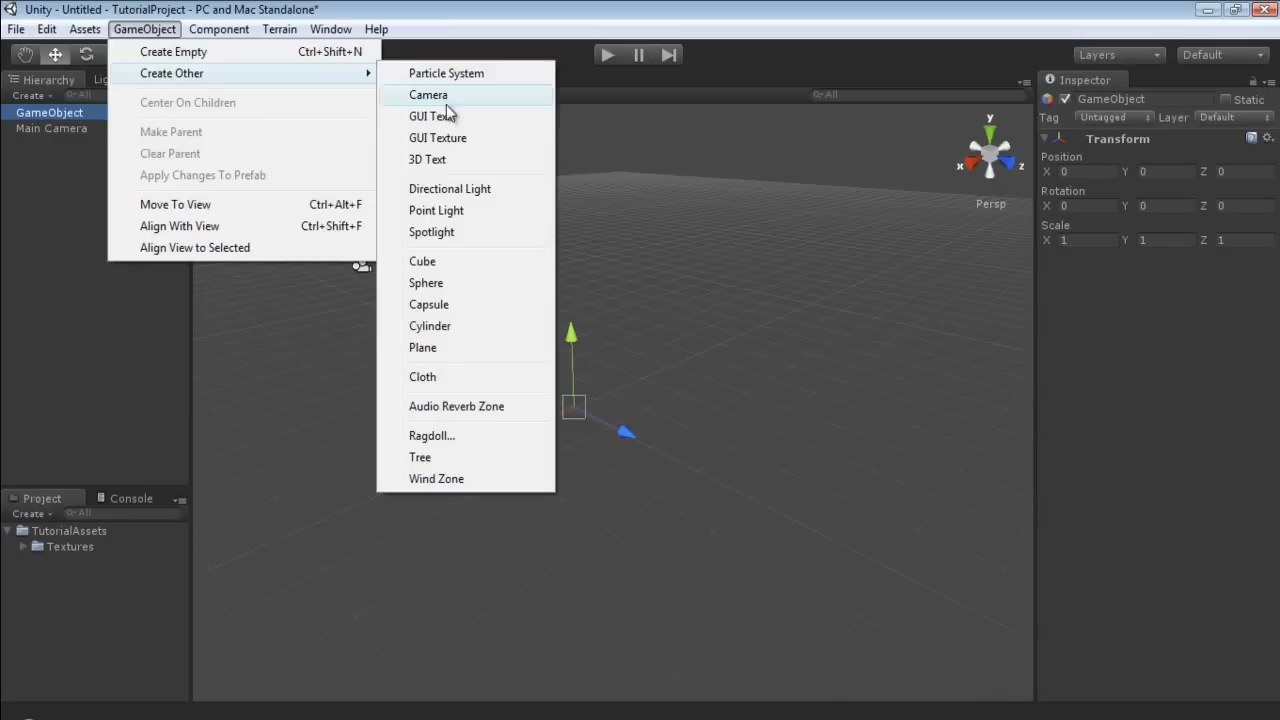 Unity - Untitled - TutorialProject - PC and Mac Standalone*
File Edit Assets GameObject Component Terrain Window Help
Layers Default
Create Empty Ctrl+Shift+N
Create Other
Center On Children
Make Parent
Clear Parent
Apply Changes To Prefab
Move To View Ctrl+Alt+F
Align With View Ctrl+Shift+F
Align View to Selected
Particle System
Camera
GUI Text
GUI Texture
3D Text
Directional Light
Point Light
Spotlight
Cube
Sphere
Capsule
Cylinder
Plane
Cloth
Audio Reverb Zone
Ragdoll...
Tree
Wind Zone
Hierarchy
Create All
GameObject
Main Camera
All
y
x z
Persp
Inspector
GameObject Static
Tag Untagged Layer Default
Transform
Position
X 0 Y 0 Z 0
Rotation
X 0 Y 0 Z 0
Scale
X 1 Y 1 Z 1
Project Console
Create All
TutorialAssets
Textures